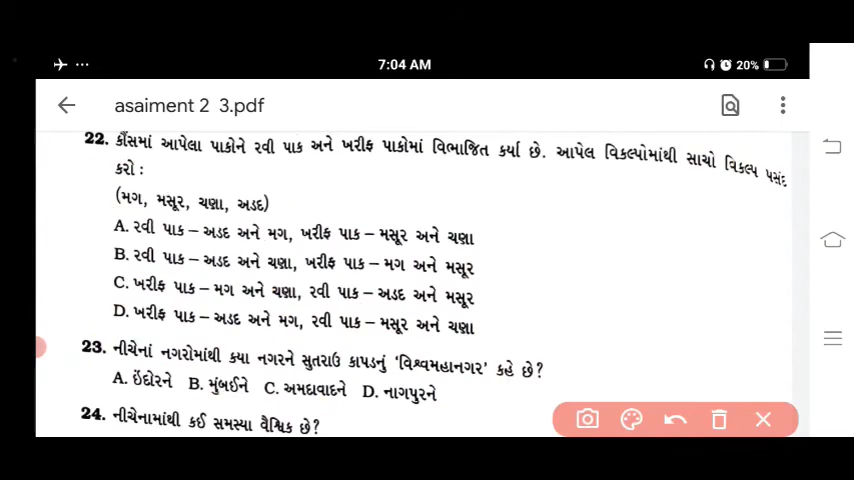 7:04 AM
20%
asaiment 2 3.pdf
22. કૌંસમાં આપેલા પાકોને રવી પાક અને ખરીફ પાકોમાં વિભાજિત કર્યા છે. આપેલ વિકલ્પોમાંથી સાચો વિકલ્પ પસંદ
કરો :
(મગ, મસૂર, ચણા, અડદ)
A. રવી પાક – અડદ અને મગ, ખરીફ પાક – મસૂર અને ચણા
B. રવી પાક – અડદ અને ચણા, ખરીફ પાક – મગ અને મસૂર
C. ખરીફ પાક – મગ અને ચણા, રવી પાક – અડદ અને મસૂર
D. ખરીફ પાક – અડદ અને મગ, રવી પાક – મસૂર અને ચણા
23. નીચેનાં નગરોમાંથી કયા નગરને સુતરાઉ કાપડનું ‘વિશ્વમહાનગર’ કહે છે?
A. ઇંદોરને B. મુંબઈને C. અમદાવાદને D. નાગપુરને
24. નીચેનામાંથી કઈ સમસ્યા વૈશ્વિક છે?